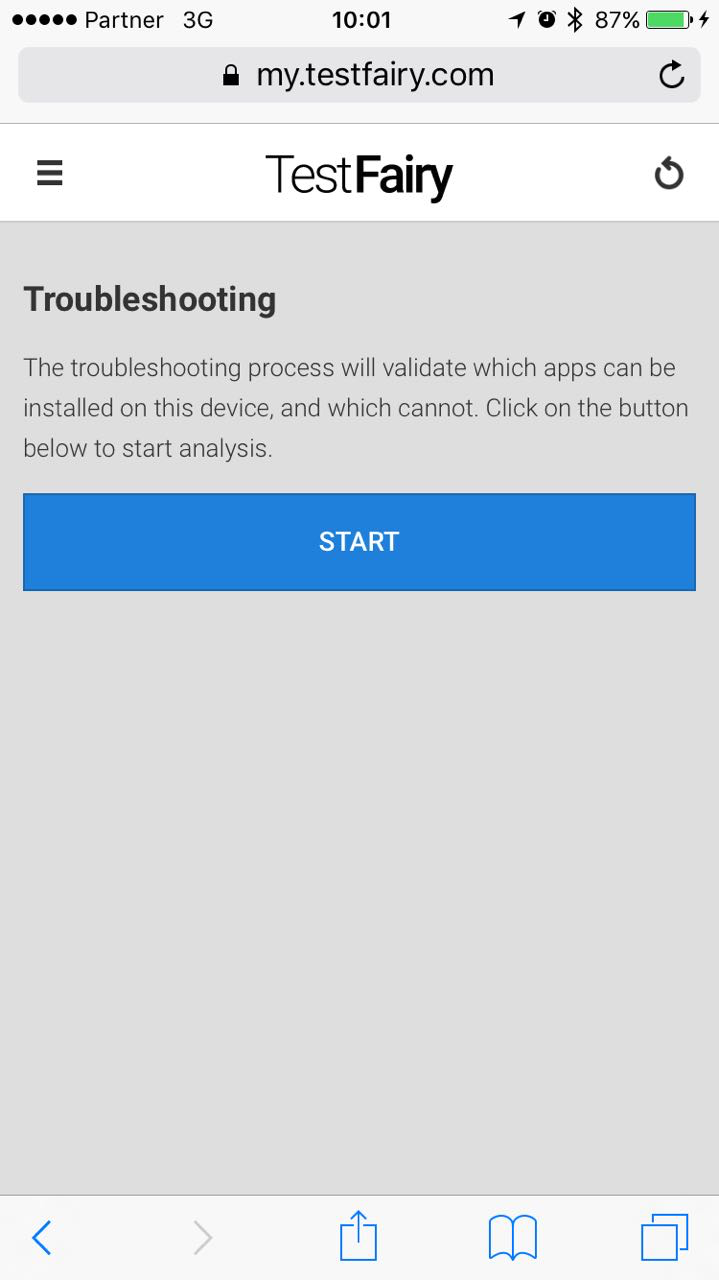 Partner 3G 10:01 87%
my.testfairy.com
TestFairy
Troubleshooting
The troubleshooting process will validate which apps can be
installed on this device, and which cannot. Click on the button
below to start analysis.
START